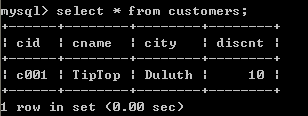 mysql> select * from customers;
+------+--------+--------+--------+
| cid  | cname  | city   | discnt |
+------+--------+--------+--------+
| c001 | TipTop | Duluth |     10 |
+------+--------+--------+--------+
1 row in set (0.00 sec)